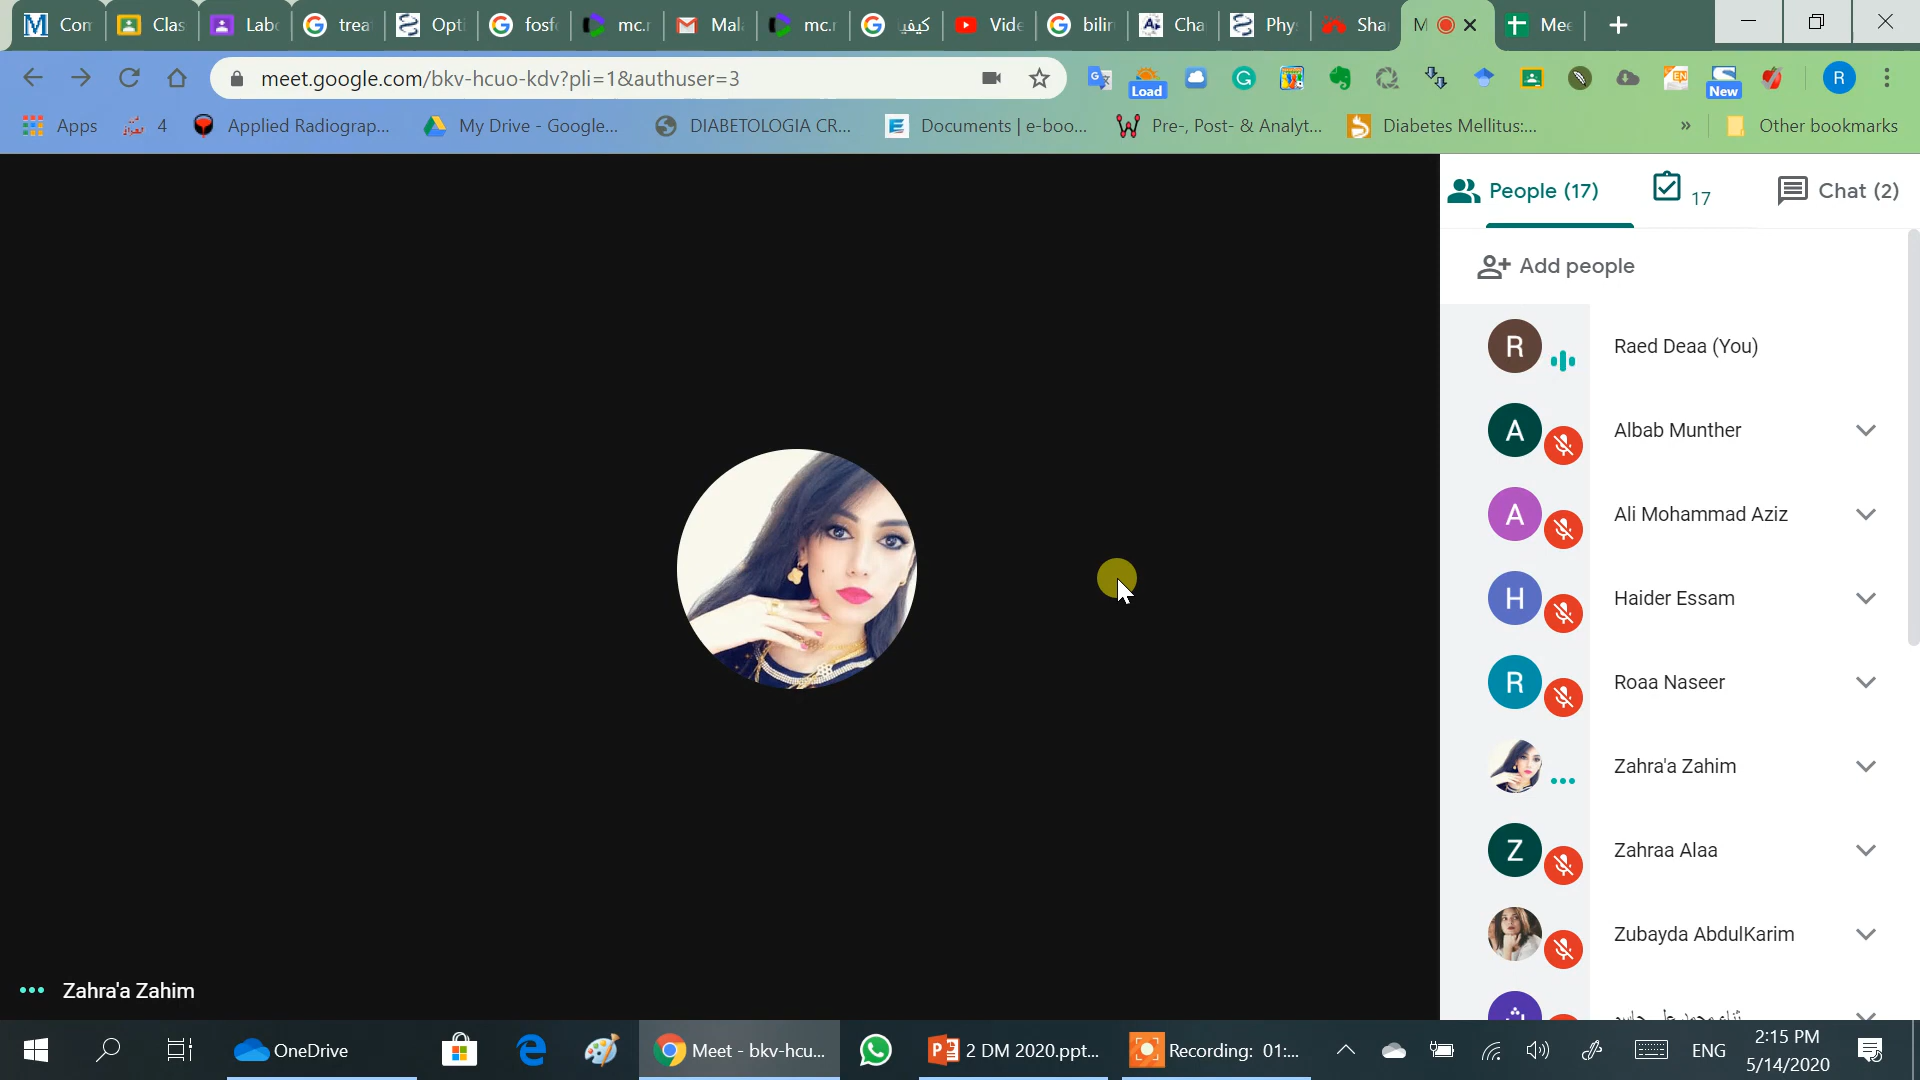 Con
Clas
Labo
trea
Opti
fosf
mc.r
Mala
mc.r
كيفية
Vide
bilir
Cha
Phy
Sha
M
Mee
meet.google.com/bkv-hcuo-kdv?pli=1&authuser=3
Load
New
R
Apps
4
Applied Radiograp...
My Drive - Google...
DIABETOLOGIA CR...
Documents | e-boo...
Pre-, Post- & Analyt...
Diabetes Mellitus:...
»
Other bookmarks
People (17)
17
Chat (2)
Add people
R
Raed Deaa (You)
A
Albab Munther
A
Ali Mohammad Aziz
H
Haider Essam
R
Roaa Naseer
Zahra'a Zahim
Z
Zahraa Alaa
Zubayda AbdulKarim
Zahra'a Zahim
OneDrive
Meet - bkv-hcu...
2 DM 2020.ppt...
Recording: 01:...
ENG
2:15 PM
5/14/2020